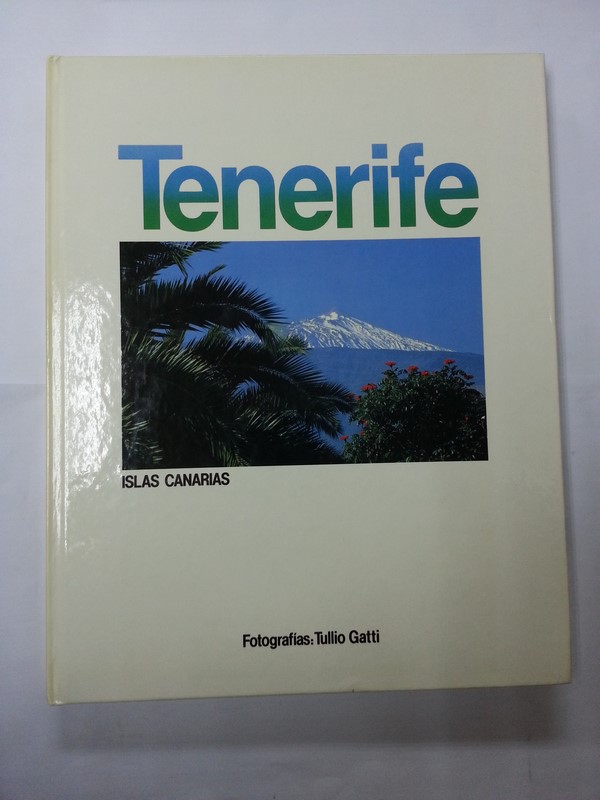 Tenerife
ISLAS CANARIAS
Fotografías: Tullio Gatti